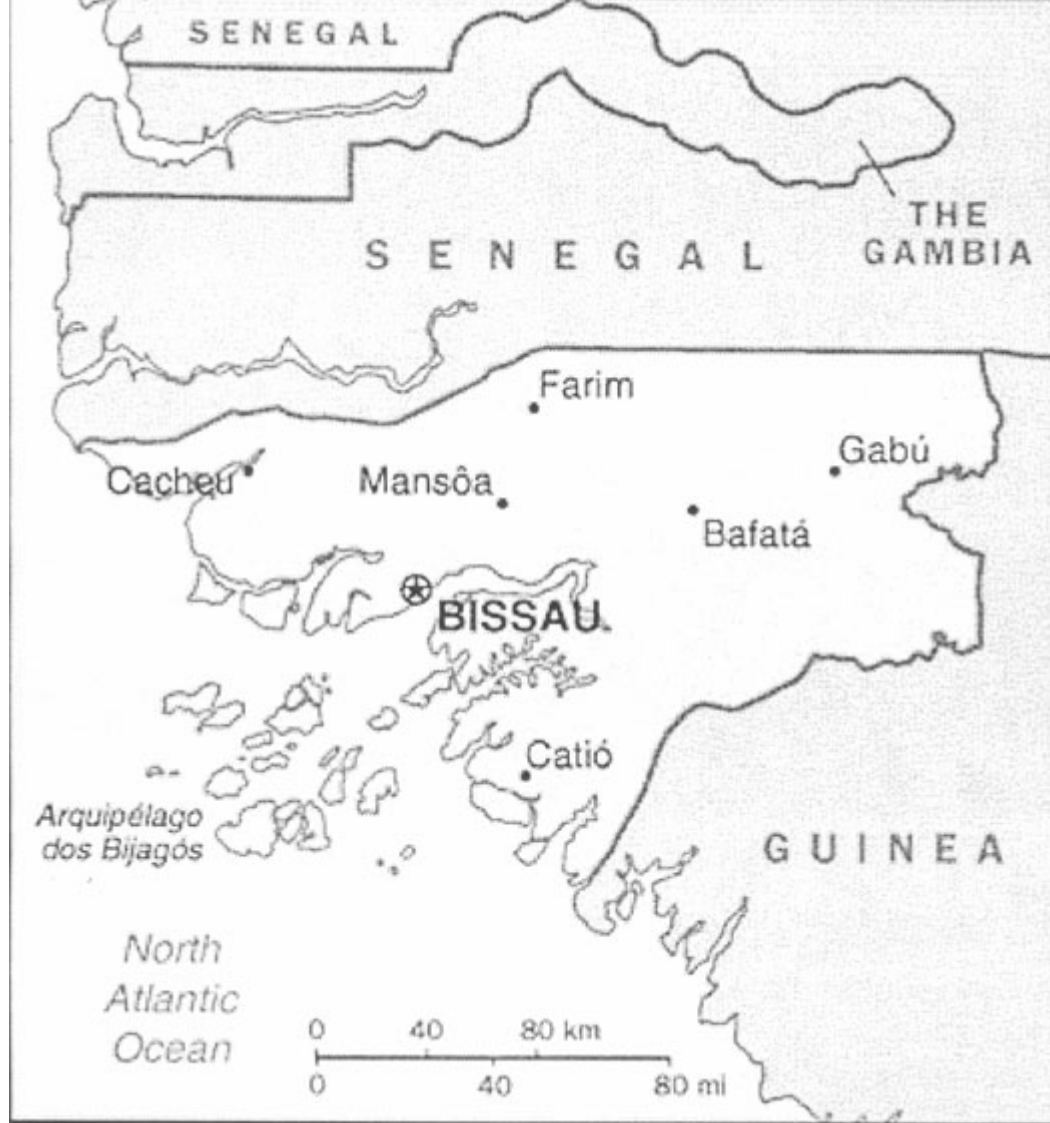 SENEGAL
SENEGAL
THE
GAMBIA
Farim
Gabú
Cacheu
Mansôa
Bafatá
BISSAU
Catió
Arquipélago
dos Bijagós
GUINEA
North
Atlantic
Ocean
0 40 80 km
0 40 80 mi